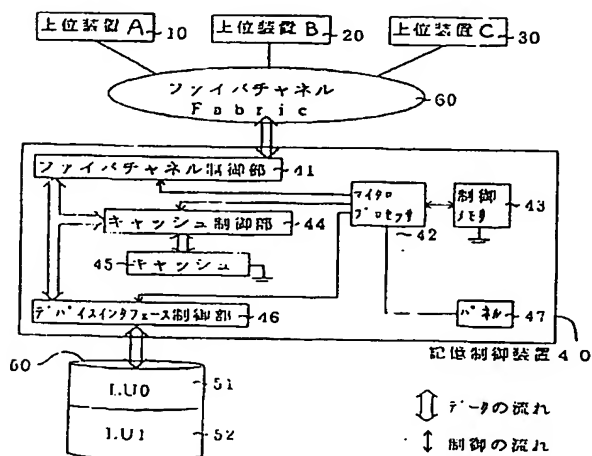 上位装置A 10 上位装置B 20 上位装置C 30
ファイバチャネル
Fabric
60
ファイバチャネル制御部 41
マイクロ
プロセッサ
42
制御
メモリ
43
キャッシュ制御部 44
45 キャッシュ
デバイスインタフェース制御部 46
パネル 47
記憶制御装置 40
60
LU0 51
LU1 52
データの流れ
制御の流れ